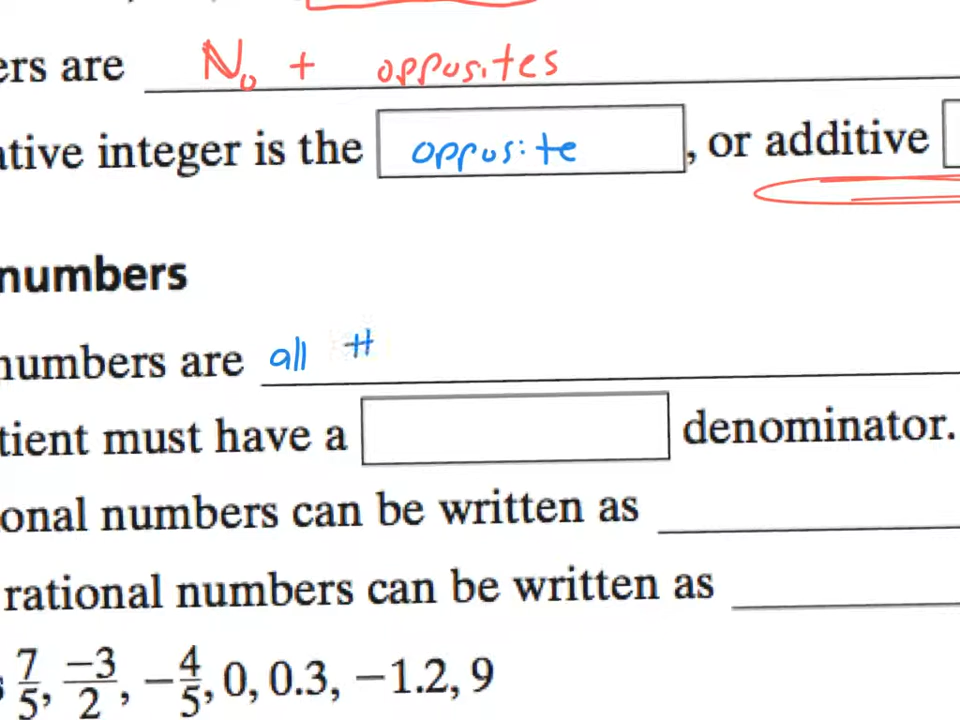 ers are ℕ₀ + opposites
ative integer is the opposite, or additive
numbers
numbers are all #
tient must have a denominator.
onal numbers can be written as
rational numbers can be written as
7/5, -3/2, -4/5, 0, 0.3, -1.2, 9